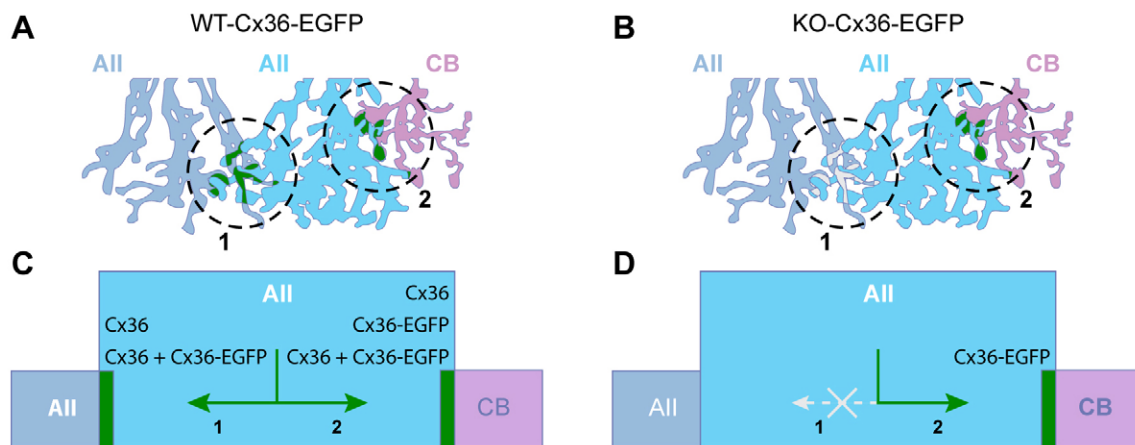 A
WT-Cx36-EGFP
AII
AII
CB
1
2
B
KO-Cx36-EGFP
AII
AII
CB
1
2
C
AII
Cx36
Cx36
Cx36-EGFP
Cx36 + Cx36-EGFP
Cx36 + Cx36-EGFP
AII
1
2
CB
D
AII
Cx36-EGFP
AII
1
2
CB